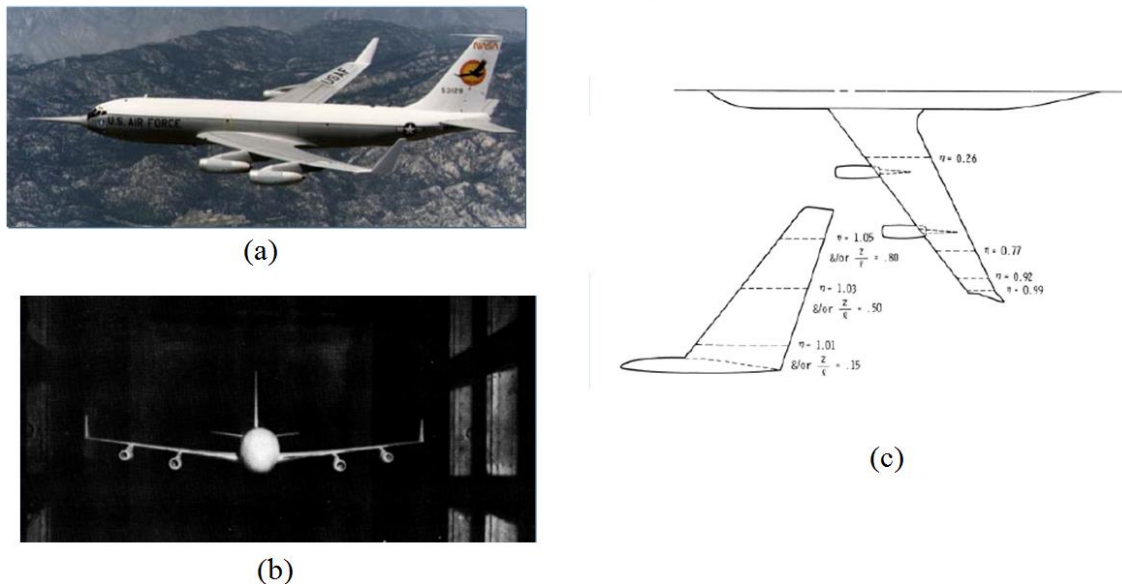 NASA
53129
USAF
U.S. AIR FORCE
(a)
(b)
η = 0.26
η = 0.77
η = 0.92
η = 0.99
η = 1.05
&/or z/ℓ = .80
η = 1.03
&/or z/ℓ = .50
η = 1.01
&/or z/ℓ = .15
(c)